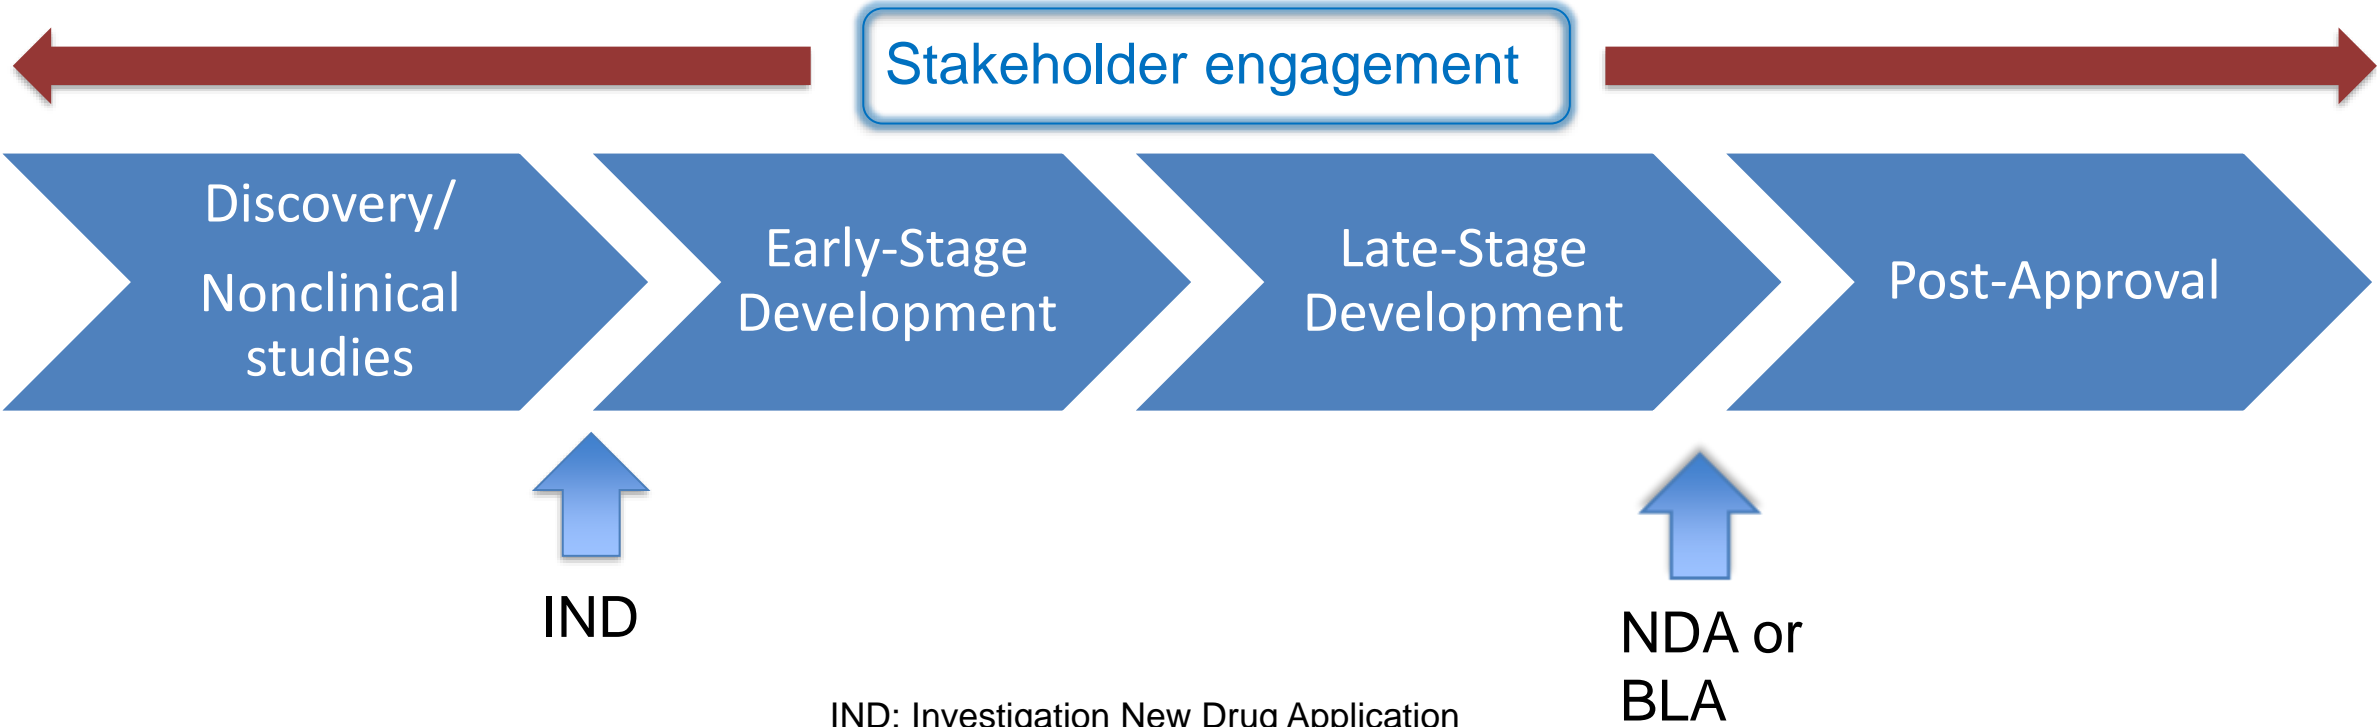 Stakeholder engagement
Discovery/
Nonclinical
studies
Early-Stage
Development
Late-Stage
Development
Post-Approval
IND
NDA or
BLA
IND: Investigation New Drug Application